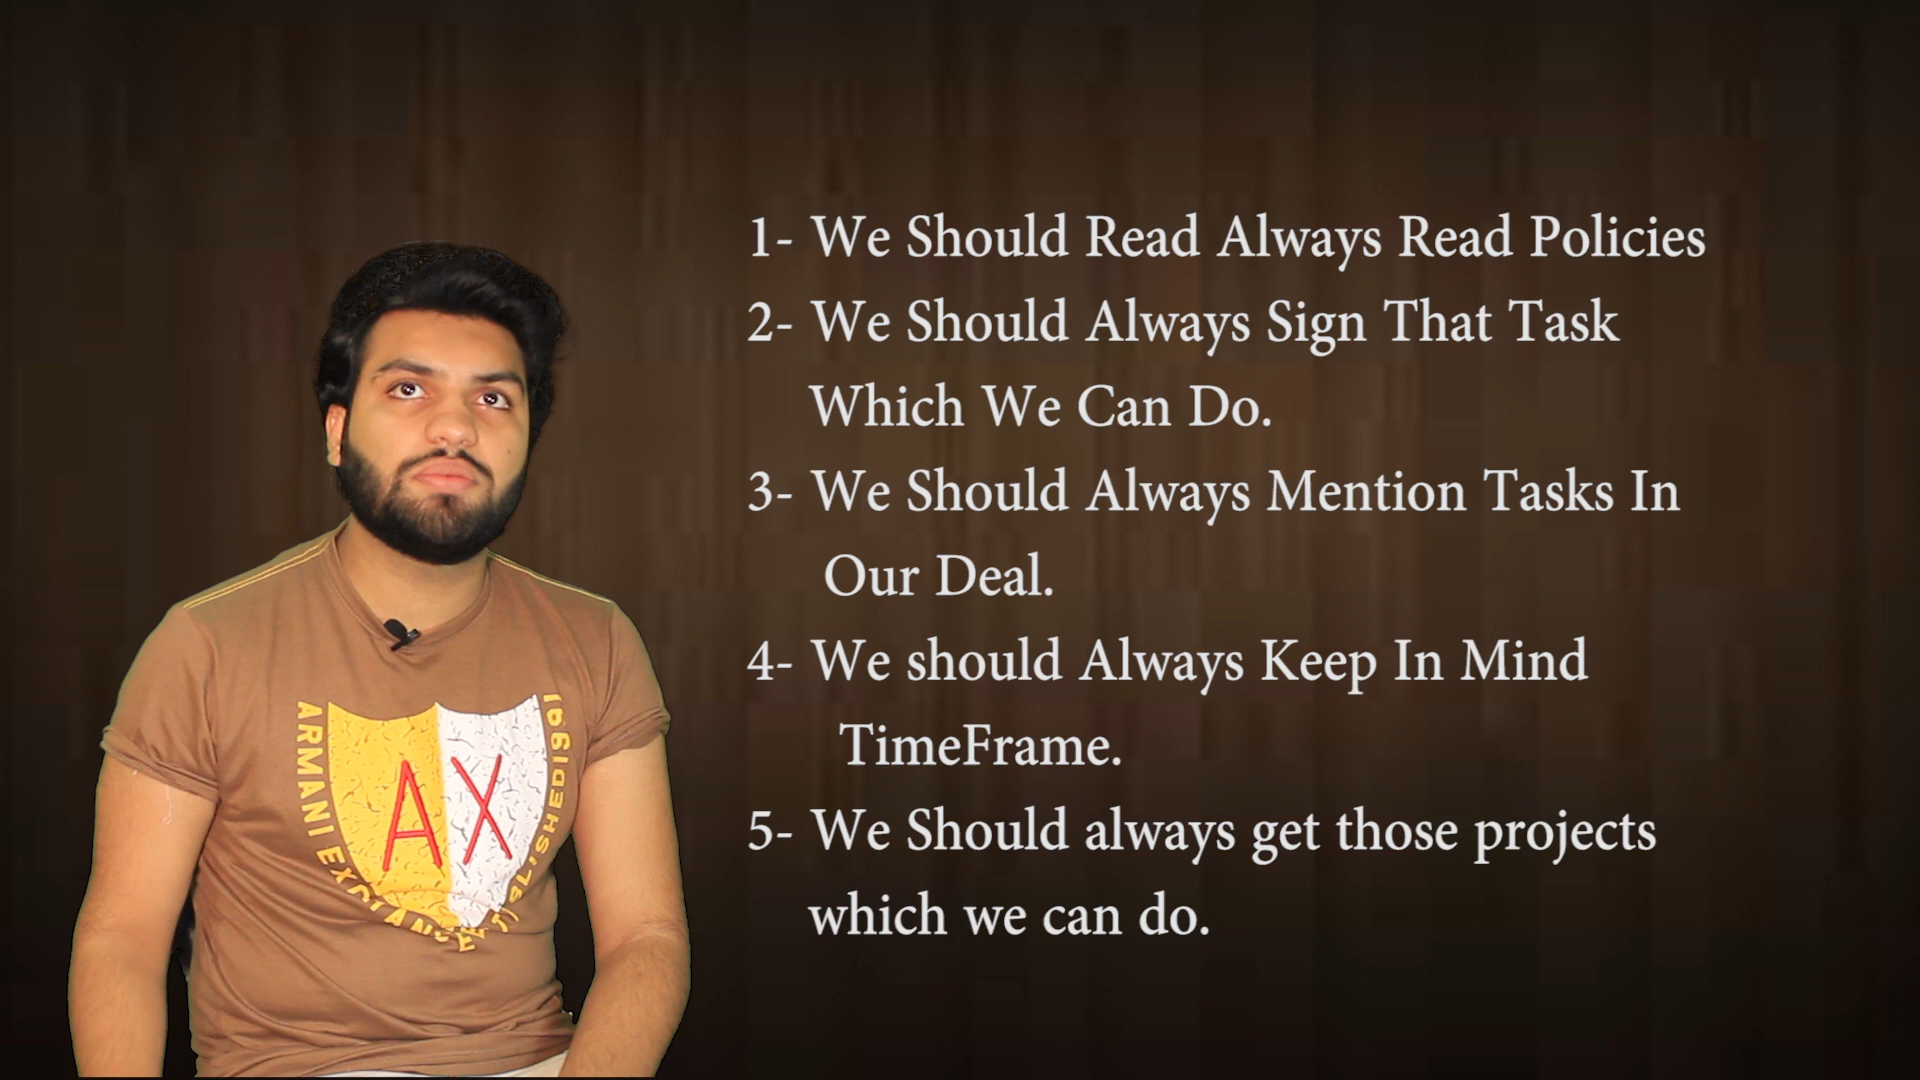 1- We Should Read Always Read Policies
2- We Should Always Sign That Task
Which We Can Do.
3- We Should Always Mention Tasks In
Our Deal.
4- We should Always Keep In Mind
TimeFrame.
5- We Should always get those projects
which we can do.
ARMANI EXCHANGE
AX
ESTABLISHED1991